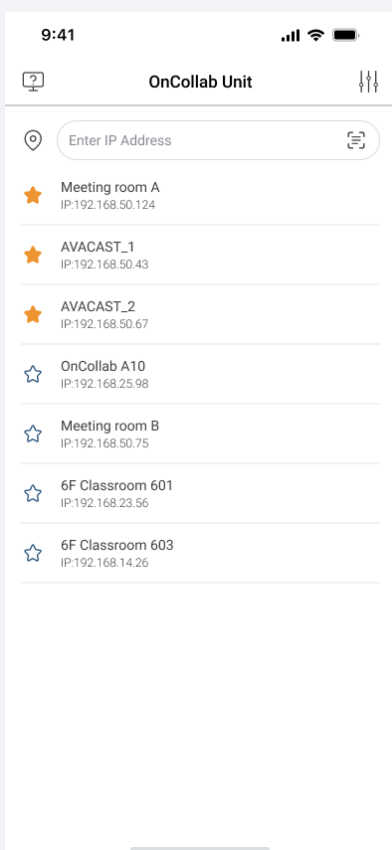 9:41
OnCollab Unit
Enter IP Address
Meeting room A
IP:192.168.50.124
AVACAST_1
IP:192.168.50.43
AVACAST_2
IP:192.168.50.67
OnCollab A10
IP:192.168.25.98
Meeting room B
IP:192.168.50.75
6F Classroom 601
IP:192.168.23.56
6F Classroom 603
IP:192.168.14.26